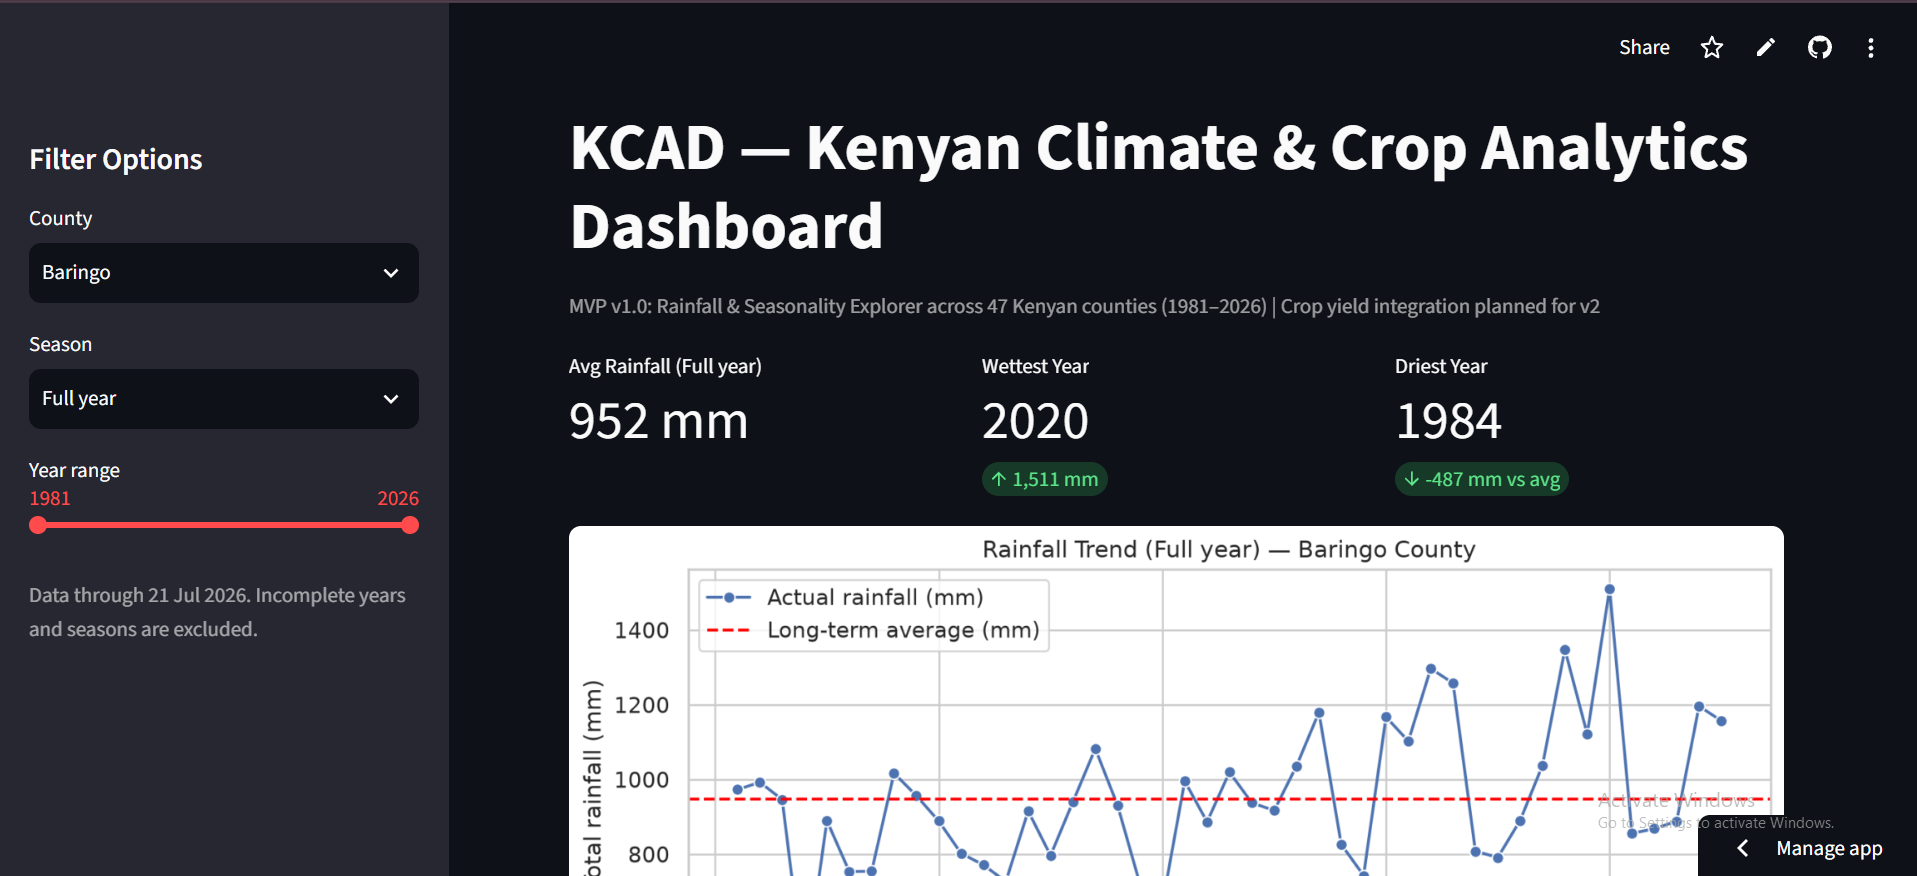 Share
Filter Options
County
Baringo
Season
Full year
Year range
1981 2026
Data through 21 Jul 2026. Incomplete years
and seasons are excluded.
KCAD — Kenyan Climate & Crop Analytics
Dashboard
MVP v1.0: Rainfall & Seasonality Explorer across 47 Kenyan counties (1981–2026) | Crop yield integration planned for v2
Avg Rainfall (Full year)
952 mm
Wettest Year
2020
↑ 1,511 mm
Driest Year
1984
↓ -487 mm vs avg
Rainfall Trend (Full year) — Baringo County
Actual rainfall (mm)
Long-term average (mm)
1400
1200
1000
800
rainfall (mm)
Activate Windows
Go to Settings to activate Windows.
Manage app